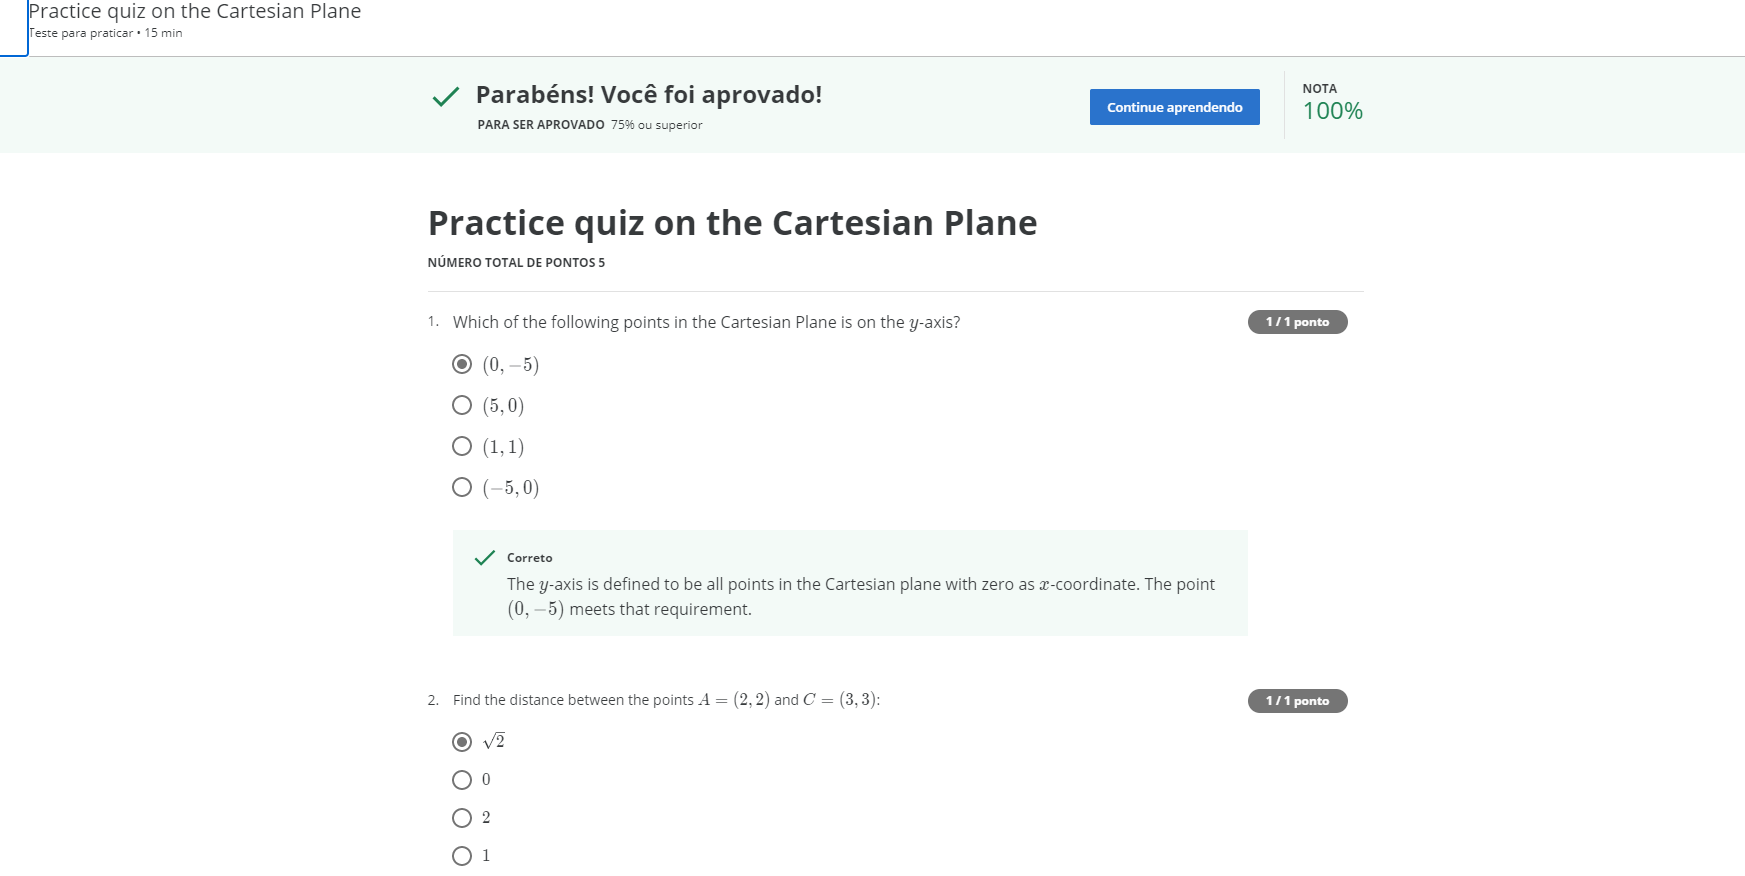 Practice quiz on the Cartesian Plane
Teste para praticar • 15 min
Parabéns! Você foi aprovado!
PARA SER APROVADO 75% ou superior
Continue aprendendo
NOTA
100%
Practice quiz on the Cartesian Plane
NÚMERO TOTAL DE PONTOS 5
1. Which of the following points in the Cartesian Plane is on the y-axis?
1 / 1 ponto
(0, −5)
(5, 0)
(1, 1)
(−5, 0)
Correto
The y-axis is defined to be all points in the Cartesian plane with zero as x-coordinate. The point
(0, −5) meets that requirement.
2. Find the distance between the points A = (2, 2) and C = (3, 3):
1 / 1 ponto
√2
0
2
1